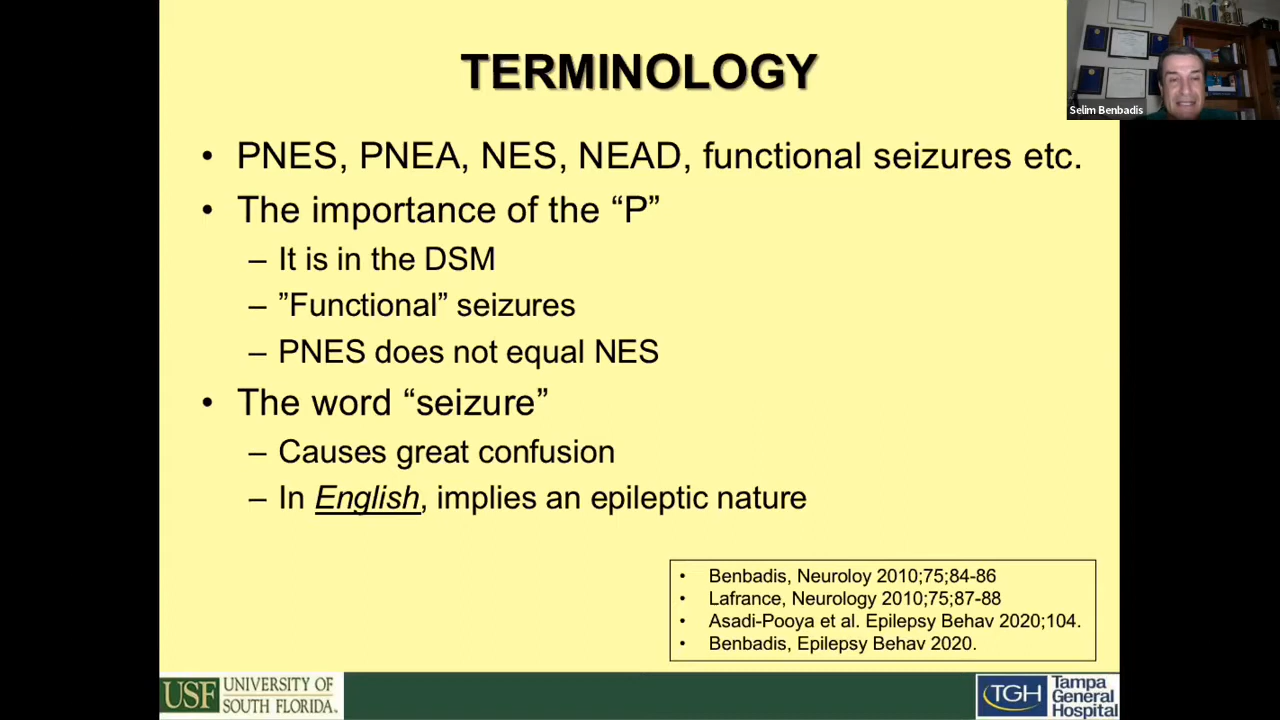 TERMINOLOGY
Selim Benbadis
• PNES, PNEA, NES, NEAD, functional seizures etc.
• The importance of the “P”
– It is in the DSM
– ”Functional” seizures
– PNES does not equal NES
• The word “seizure”
– Causes great confusion
– In English, implies an epileptic nature
• Benbadis, Neuroloy 2010;75;84-86
• Lafrance, Neurology 2010;75;87-88
• Asadi-Pooya et al. Epilepsy Behav 2020;104.
• Benbadis, Epilepsy Behav 2020.
USF UNIVERSITY OF
SOUTH FLORIDA.
TGH Tampa
General
Hospital